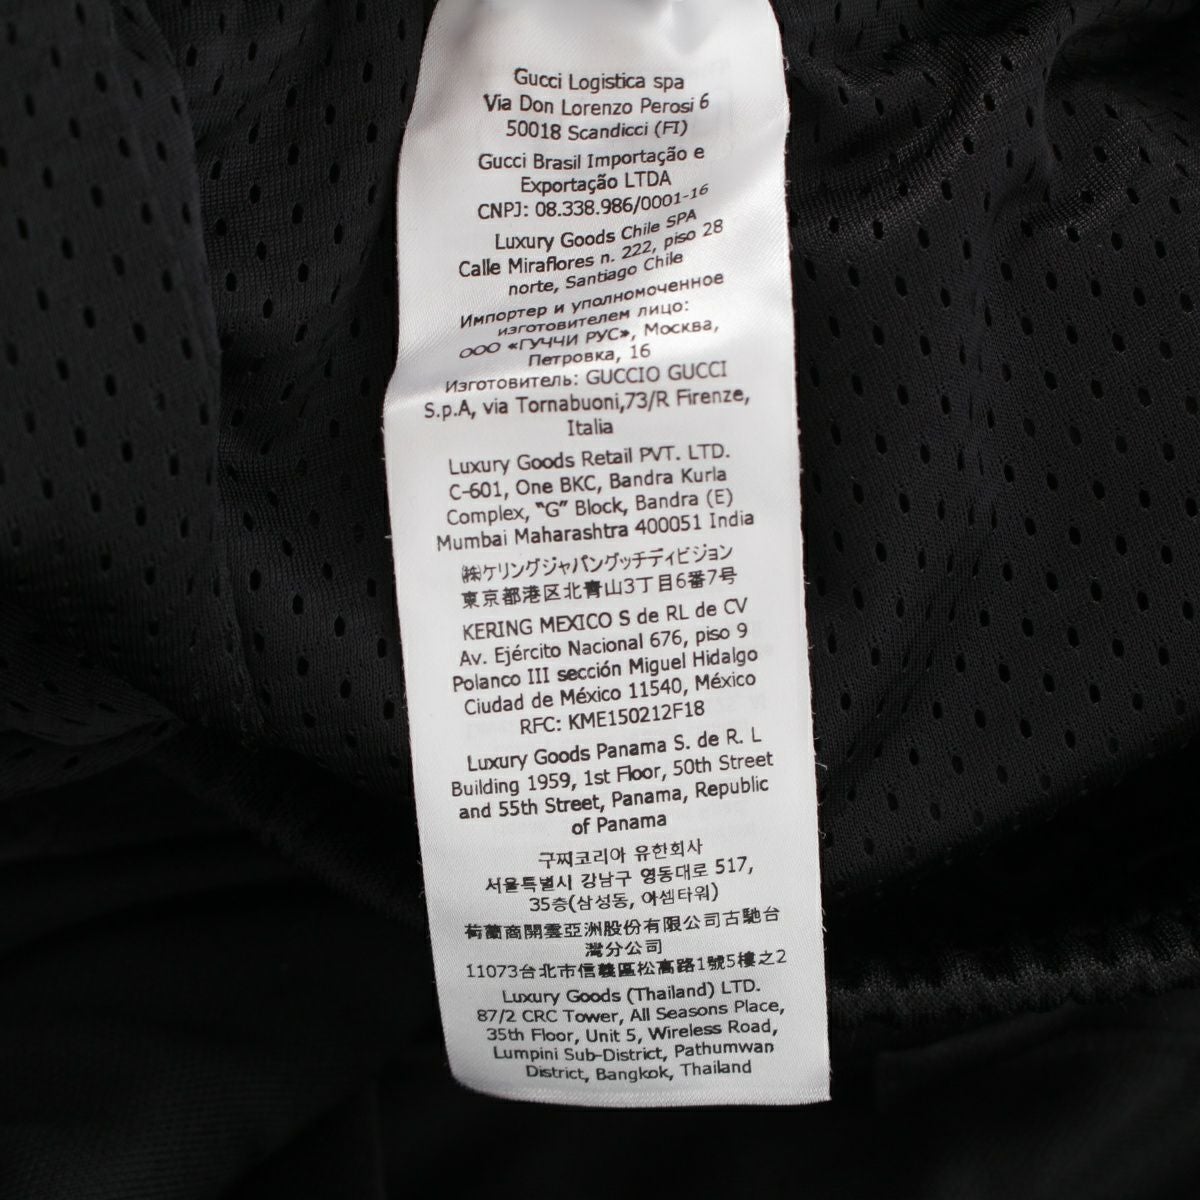 Gucci Logistica spa
Via Don Lorenzo Perosi 6
50018 Scandicci (FI)
Gucci Brasil Importação e
Exportação LTDA
CNPJ: 08.338.986/0001-16
Luxury Goods Chile SPA
Calle Miraflores n. 222, piso 28
norte, Santiago Chile
Импортер и уполномоченное
изготовителем лицо:
ООО «ГУЧЧИ РУС», Москва,
Петровка, 16
Изготовитель: GUCCIO GUCCI
S.p.A, via Tornabuoni,73/R Firenze,
Italia
Luxury Goods Retail PVT. LTD.
C-601, One BKC, Bandra Kurla
Complex, "G" Block, Bandra (E)
Mumbai Maharashtra 400051 India
㈱ケリングジャパングッチディビジョン
東京都港区北青山3丁目6番7号
KERING MEXICO S de RL de CV
Av. Ejército Nacional 676, piso 9
Polanco III sección Miguel Hidalgo
Ciudad de México 11540, México
RFC: KME150212F18
Luxury Goods Panama S. de R. L
Building 1959, 1st Floor, 50th Street
and 55th Street, Panama, Republic
of Panama
구찌코리아 유한회사
서울특별시 강남구 영동대로 517,
35층(삼성동, 아셈타워)
荷蘭商開雲亞洲股份有限公司古馳台
灣分公司
11073台北市信義區松高路1號5樓之2
Luxury Goods (Thailand) LTD.
87/2 CRC Tower, All Seasons Place,
35th Floor, Unit 5, Wireless Road,
Lumpini Sub-District, Pathumwan
District, Bangkok, Thailand